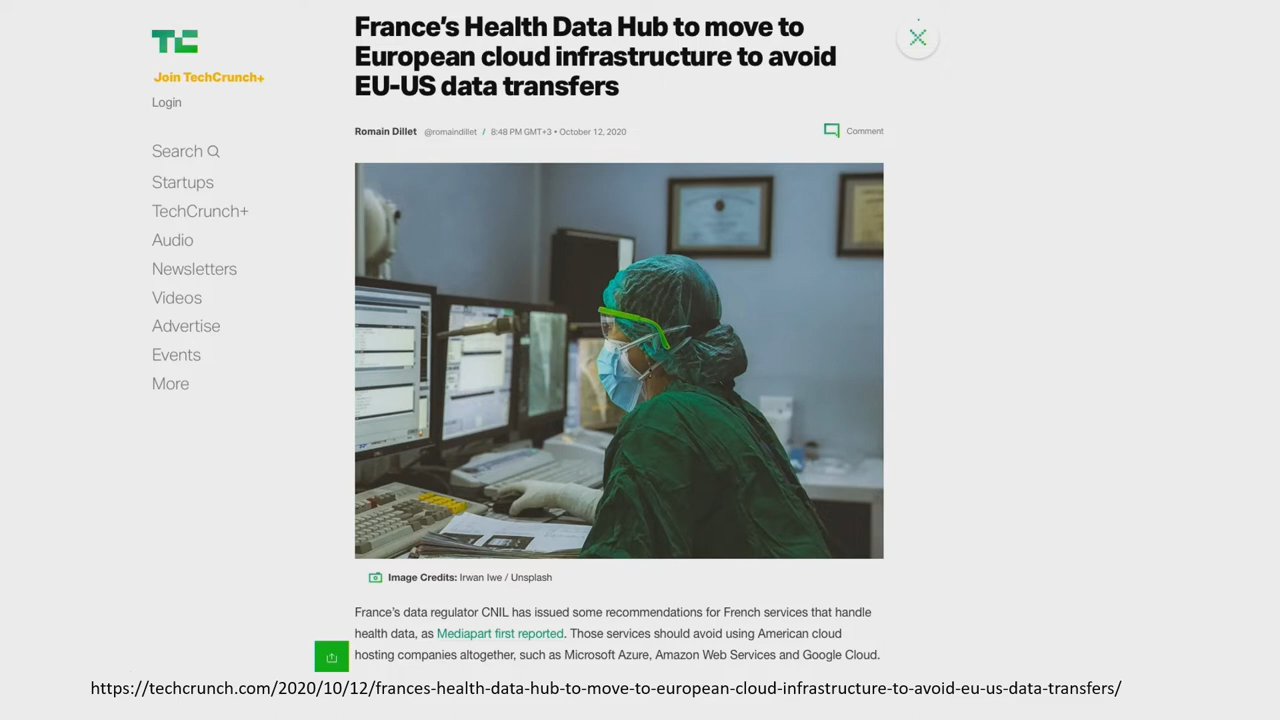 TC
Join TechCrunch+
Login
Search
Startups
TechCrunch+
Audio
Newsletters
Videos
Advertise
Events
More
France’s Health Data Hub to move to
European cloud infrastructure to avoid
EU-US data transfers
Romain Dillet @romaindillet / 8:48 PM GMT+3 • October 12, 2020
Comment
Image Credits: Irwan Iwe / Unsplash
France’s data regulator CNIL has issued some recommendations for French services that handle
health data, as Mediapart first reported. Those services should avoid using American cloud
hosting companies altogether, such as Microsoft Azure, Amazon Web Services and Google Cloud.
https://techcrunch.com/2020/10/12/frances-health-data-hub-to-move-to-european-cloud-infrastructure-to-avoid-eu-us-data-transfers/